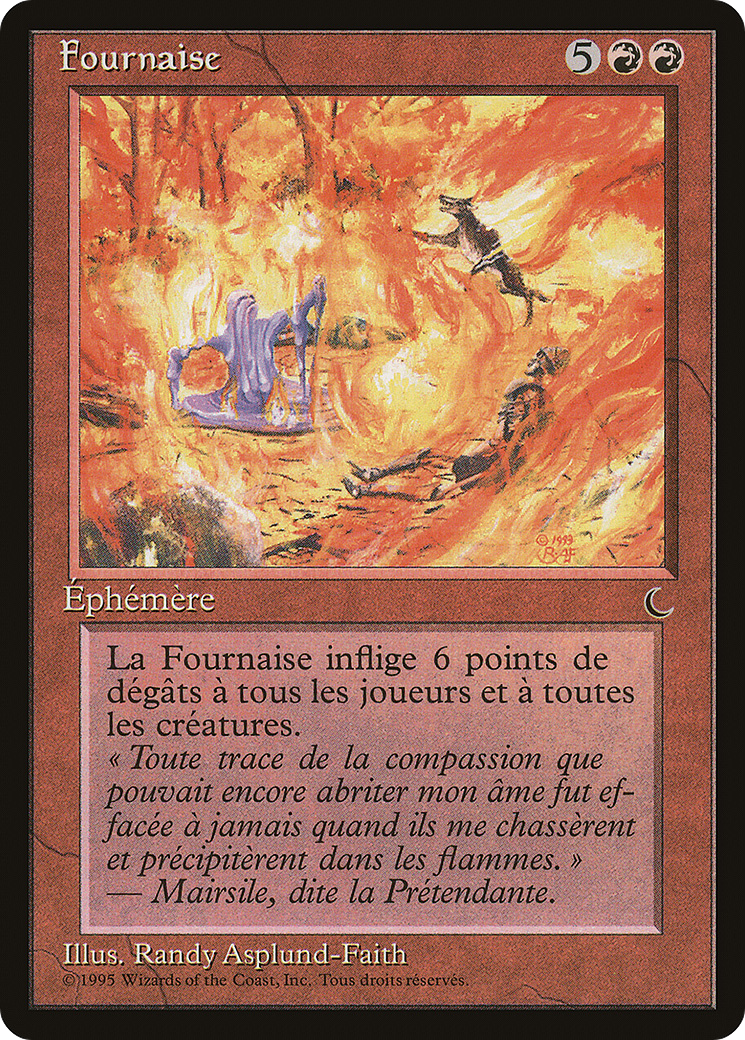 Fournaise
5
© 1993
RAF
Éphémère
La Fournaise inflige 6 points de
dégâts à tous les joueurs et à toutes
les créatures.
« Toute trace de la compassion que
pouvait encore abriter mon âme fut ef-
facée à jamais quand ils me chassèrent
et précipitèrent dans les flammes. »
— Mairsile, dite la Prétendante.
Illus. Randy Asplund-Faith
©1995 Wizards of the Coast, Inc. Tous droits réservés.